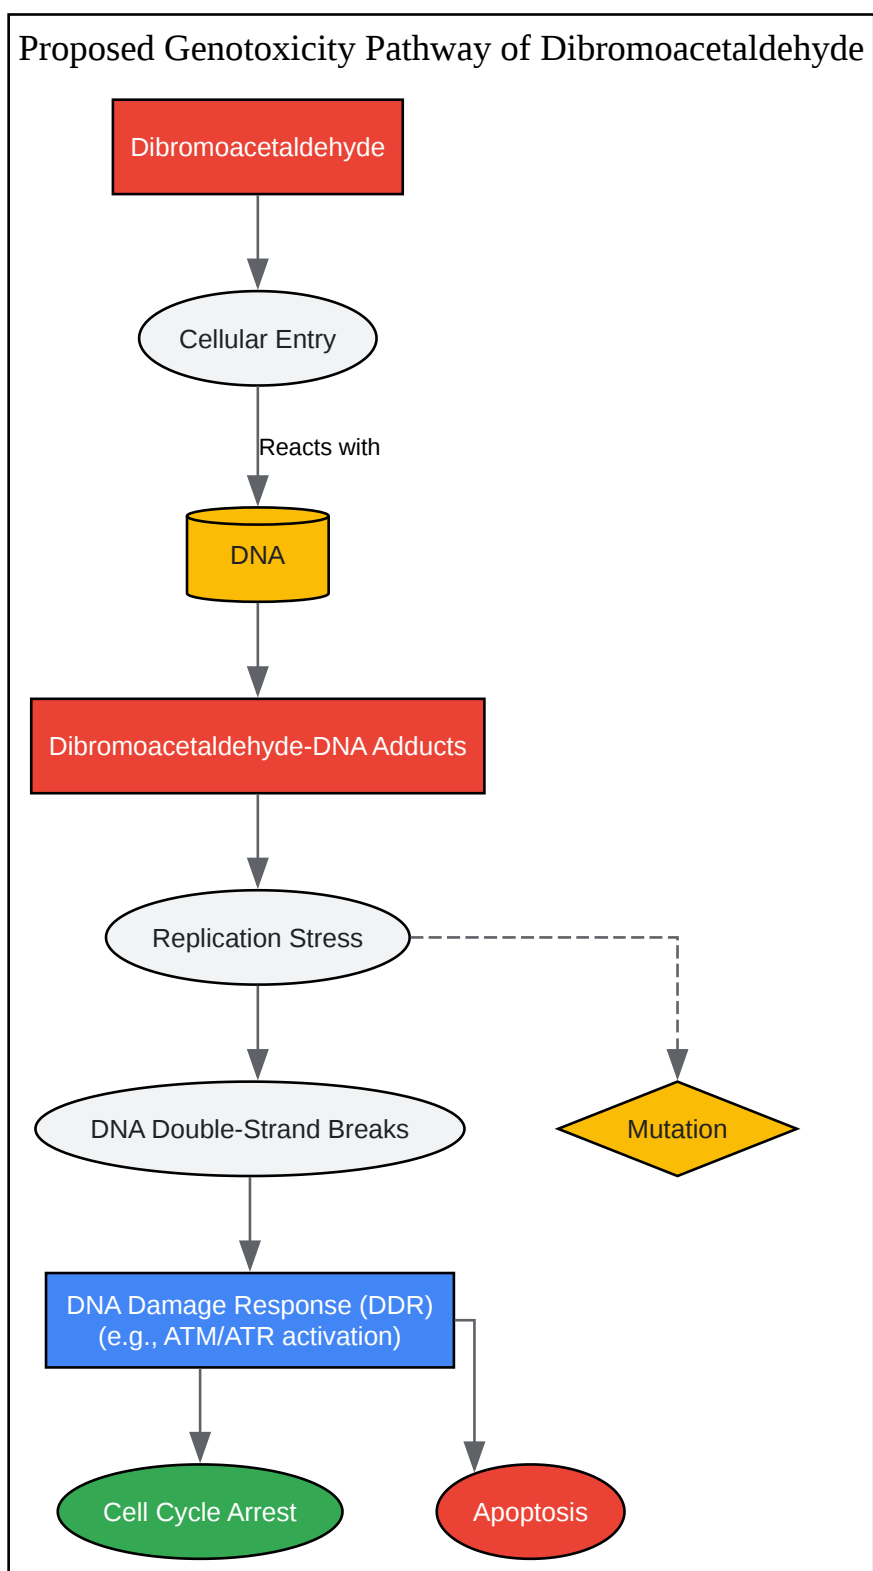 Proposed Genotoxicity Pathway of Dibromoacetaldehyde
Dibromoacetaldehyde
Cellular Entry
Reacts with
DNA
Dibromoacetaldehyde-DNA Adducts
Replication Stress
DNA Double-Strand Breaks
Mutation
DNA Damage Response (DDR)
(e.g., ATM/ATR activation)
Cell Cycle Arrest
Apoptosis